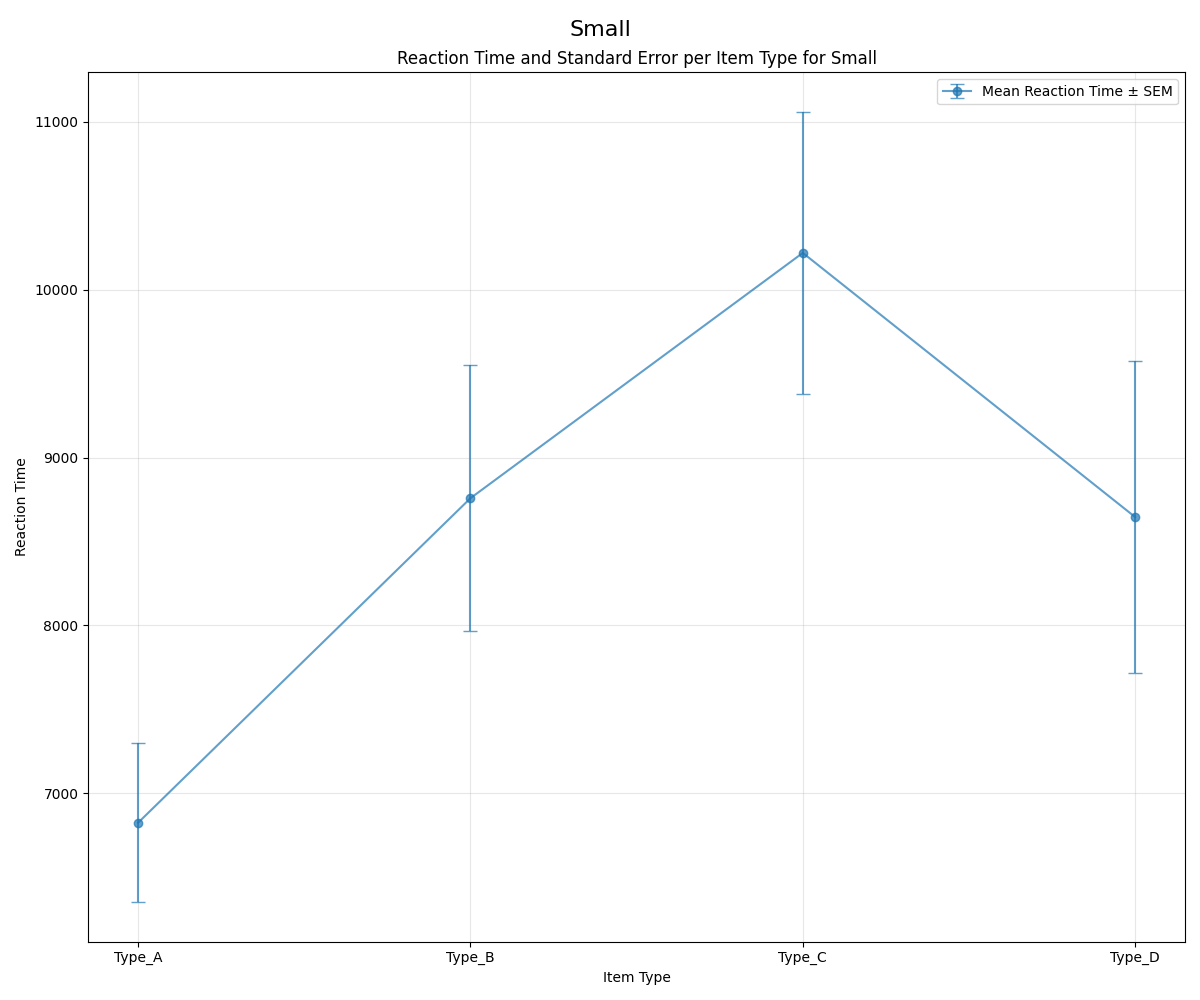 Small
Reaction Time and Standard Error per Item Type for Small
Mean Reaction Time ± SEM
11000
10000
9000
8000
7000
Reaction Time
Type_A
Type_B
Type_C
Type_D
Item Type